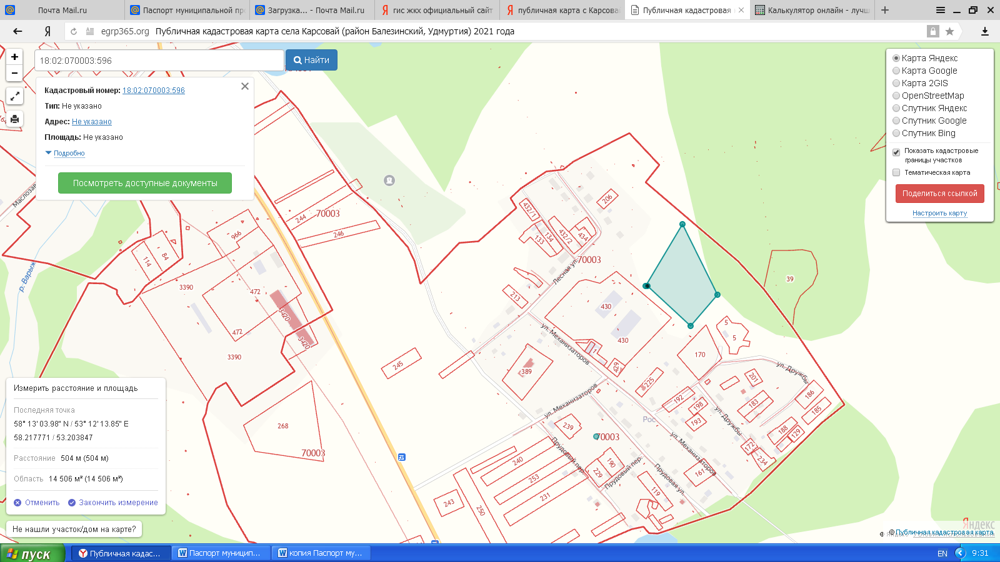 Почта Mail.ru
Паспорт муниципальной пр
Загрузка... - Почта Mail.ru
гис жкх официальный сайт
публичная карта с Карсова
Публичная кадастровая
Калькулятор онлайн - лучш
egrp365.org Публичная кадастровая карта села Карсовай (район Балезинский, Удмуртия) 2021 года
+
−
18:02:070003:596
Найти
Кадастровый номер: 18:02:070003:596
Тип: Не указано
Адрес: Не указано
Площадь: Не указано
Подробно
Посмотреть доступные документы
Карта Яндекс
Карта Google
Карта 2GIS
OpenStreetMap
Спутник Яндекс
Спутник Google
Спутник Bing
Показать кадастровые
границы участков
Тематическая карта
Поделиться ссылкой
Настроить карту
р. Варыж
114
84
966
3390
472
472
3420
3420
3390
268
70003
244
70003
246
245
432/1
133
134
432/2
434
206
70003
Лесная ул.
213
430
430
39
ул. Механизаторов
1
429
389
225
170
5
5
ул. Дружбы
201
183
186
185
192
198
193
188
129
172
234
ул. Дружбы
ул. Механизаторов
Рос
ул. Механизаторов
239
70003
Прудовый пер.
190
229
Прудовый пер.
Прудовая ул.
161
119
240
253
231
243
250
Измерить расстояние и площадь
Последняя точка
58° 13' 03.98" N / 53° 12' 13.85" E
58.217771 / 53.203847
Расстояние 504 м (504 м)
Область 14 506 м² (14 506 м²)
Отменить
Закончить измерение
Не нашли участок/дом на карте?
Яндекс
© Публичная кадастровая карта
пуск
Публичная кадас...
Паспорт муницип...
копия Паспорт му...
EN
9:31